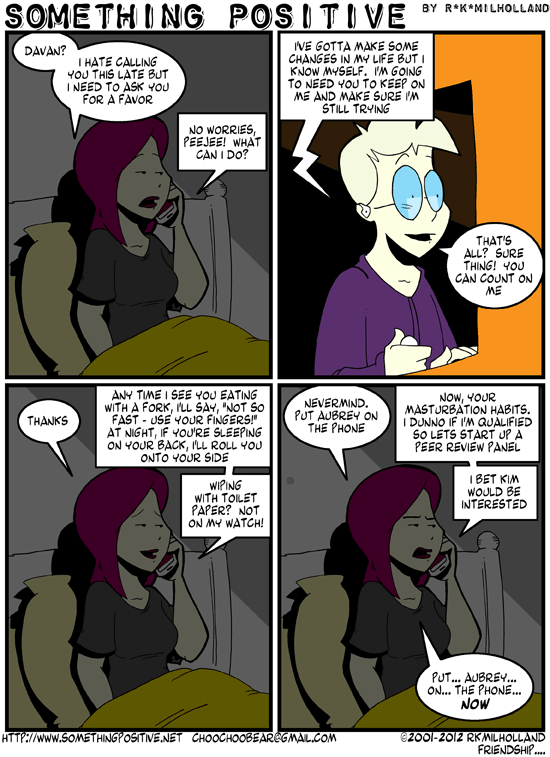 SOMETHING POSITIVE BY R*K*MILHOLLAND
DAVAN?
I HATE CALLING
YOU THIS LATE BUT
I NEED TO ASK YOU
FOR A FAVOR
NO WORRIES,
PEEJEE! WHAT
CAN I DO?
I'VE GOTTA MAKE SOME
CHANGES IN MY LIFE BUT I
KNOW MYSELF. I'M GOING
TO NEED YOU TO KEEP ON
ME AND MAKE SURE I'M
STILL TRYING
THAT'S
ALL? SURE
THING! YOU
CAN COUNT ON
ME
THANKS
ANY TIME I SEE YOU EATING
WITH A FORK, I'LL SAY, "NOT SO
FAST - USE YOUR FINGERS!"
AT NIGHT, IF YOU'RE SLEEPING
ON YOUR BACK, I'LL ROLL YOU
ONTO YOUR SIDE
WIPING
WITH TOILET
PAPER? NOT
ON MY WATCH!
NEVERMIND.
PUT AUBREY ON
THE PHONE
NOW, YOUR
MASTURBATION HABITS.
I DUNNO IF I'M QUALIFIED
SO LETS START UP A
PEER REVIEW PANEL
I BET KIM
WOULD BE
INTERESTED
PUT... AUBREY...
ON... THE PHONE...
NOW
HTTP://WWW.SOMETHINGPOSITIVE.NET CHOOCHOOBEAR@GMAIL.COM ©2001-2012 RKMILHOLLAND
FRIENDSHIP....